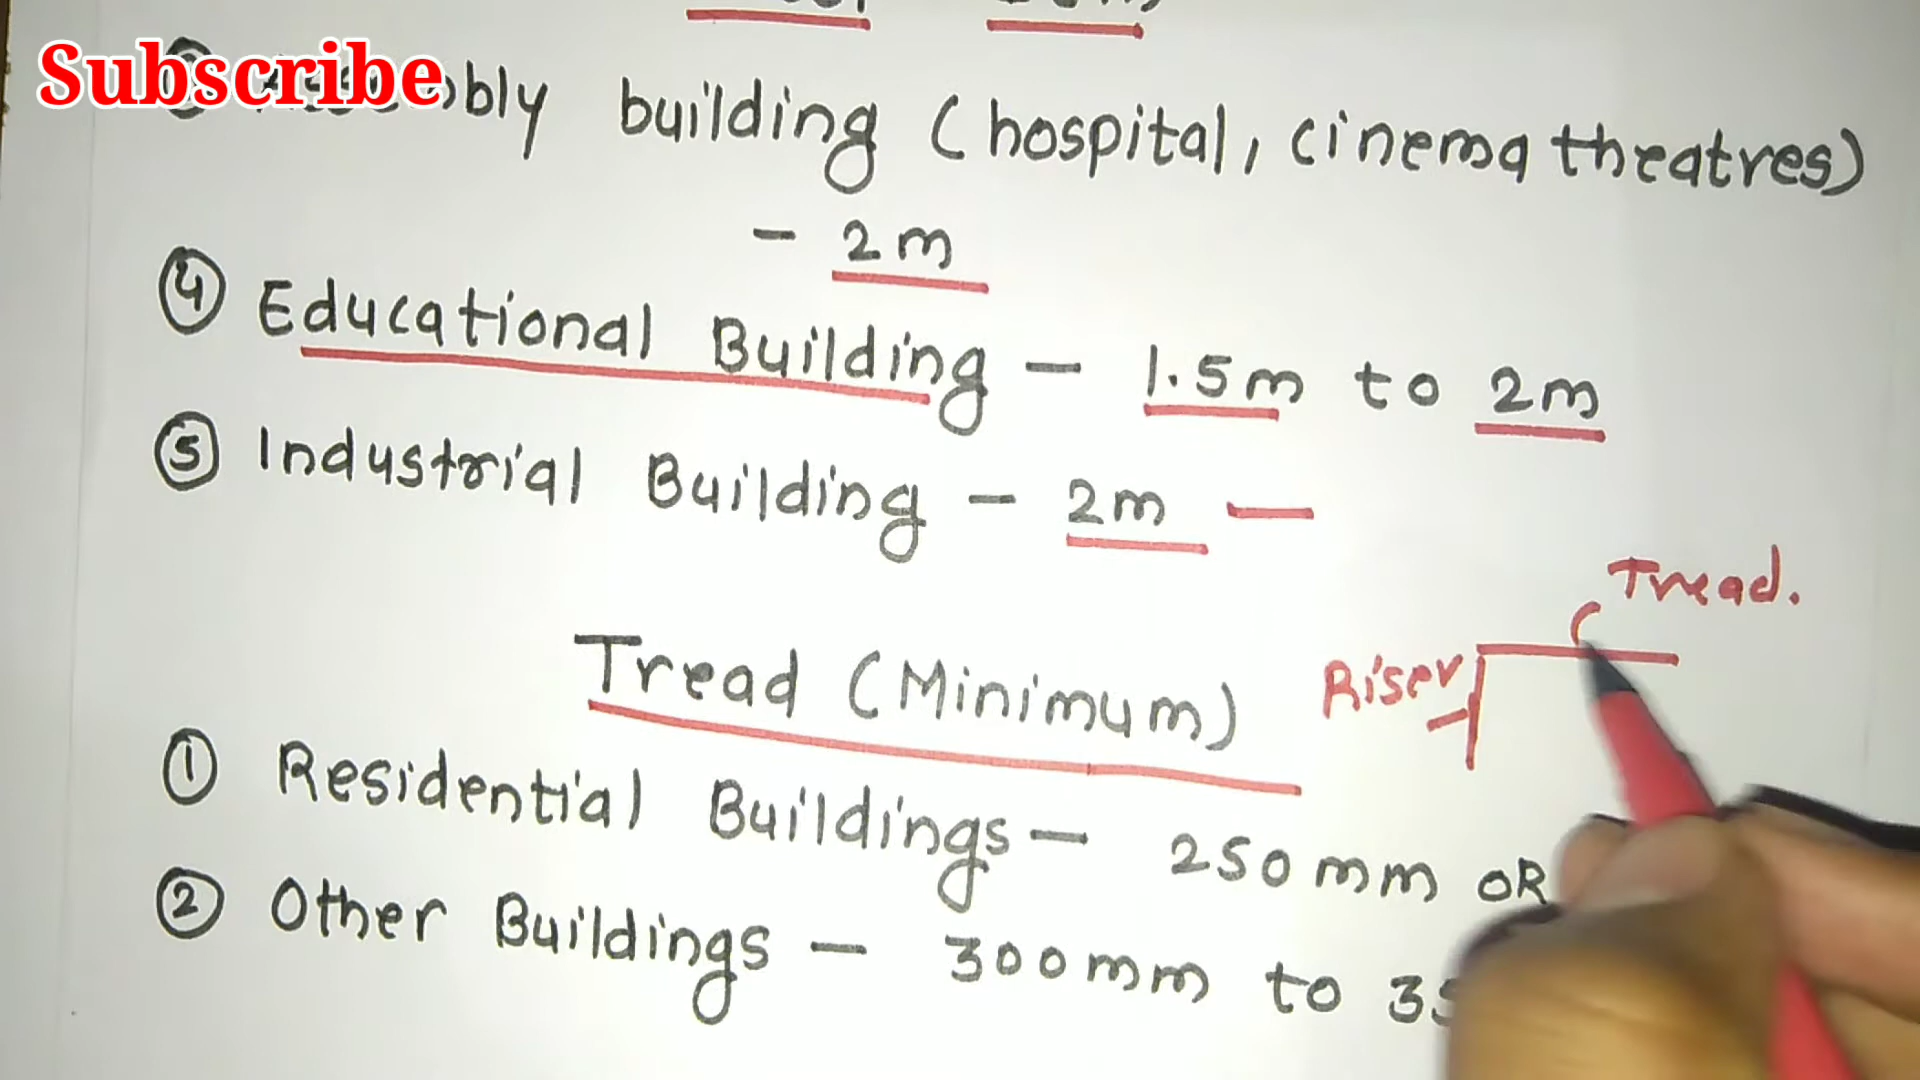 Subscribe
building (hospital, cinema theatres)
- 2m
④ Educational Building - 1.5m to 2m
⑤ Industrial Building - 2m -
Tread.
Riser
Tread (Minimum)
① Residential Buildings - 250mm OR
② Other Buildings - 300mm to